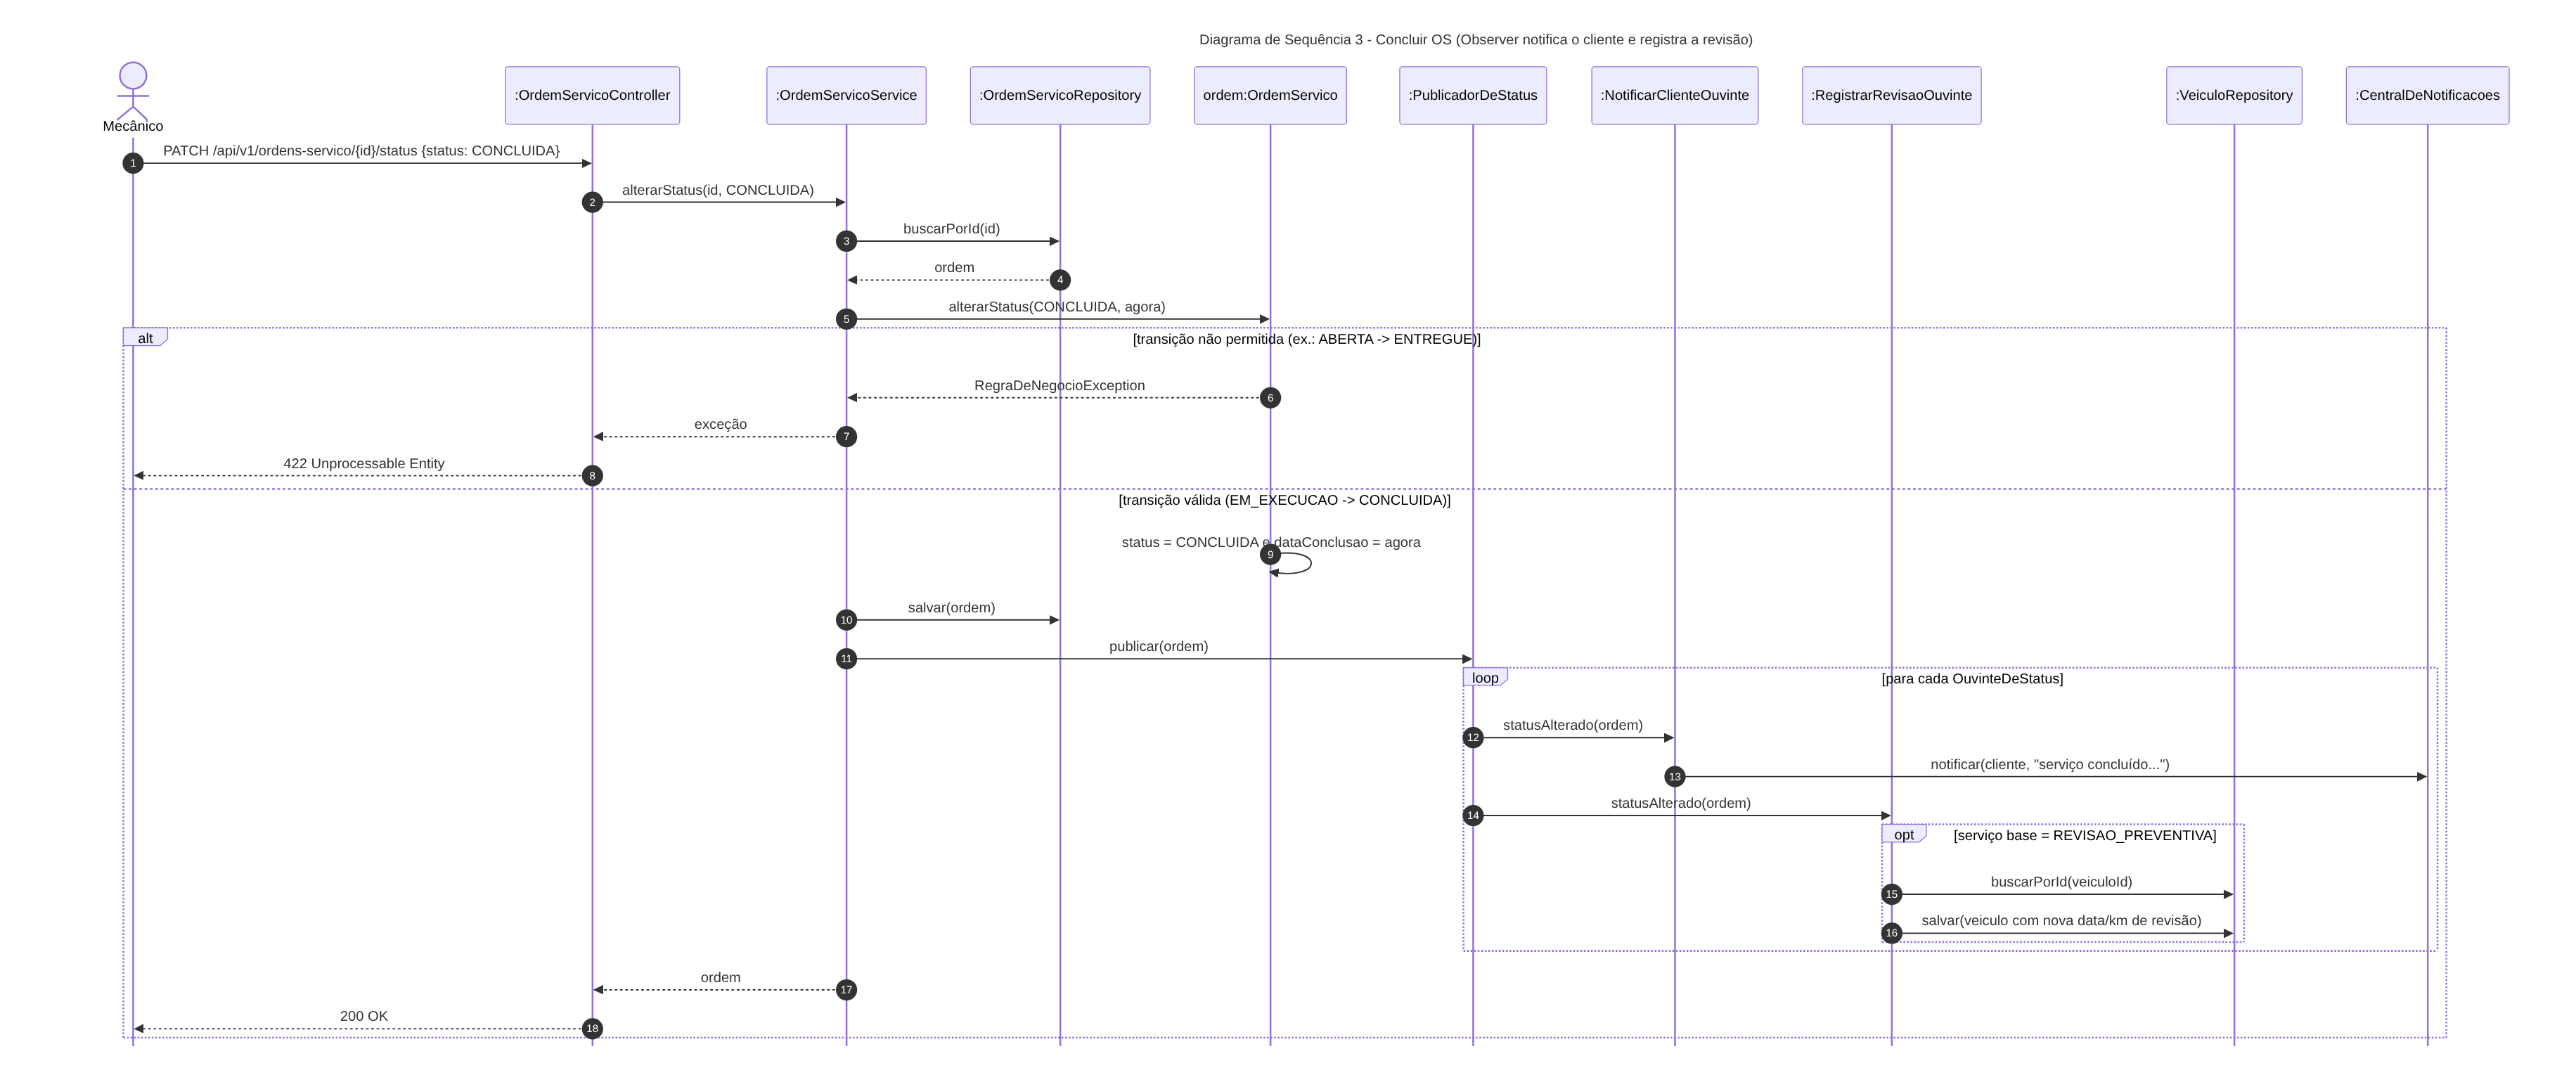 Diagrama de Sequência 3 - Concluir OS (Observer notifica o cliente e registra a revisão)
Mecânico
:OrdemServicoController
:OrdemServicoService
:OrdemServicoRepository
ordem:OrdemServico
:PublicadorDeStatus
:NotificarClienteOuvinte
:RegistrarRevisaoOuvinte
:VeiculoRepository
:CentralDeNotificacoes
1
PATCH /api/v1/ordens-servico/{id}/status {status: CONCLUIDA}
2
alterarStatus(id, CONCLUIDA)
3
buscarPorId(id)
ordem
4
5
alterarStatus(CONCLUIDA, agora)
alt
[transição não permitida (ex.: ABERTA -> ENTREGUE)]
RegraDeNegocioException
6
exceção
7
422 Unprocessable Entity
8
[transição válida (EM_EXECUCAO -> CONCLUIDA)]
status = CONCLUIDA e dataConclusao = agora
9
10
salvar(ordem)
11
publicar(ordem)
loop
[para cada OuvinteDeStatus]
12
statusAlterado(ordem)
13
notificar(cliente, "serviço concluído...")
14
statusAlterado(ordem)
opt
[serviço base = REVISAO_PREVENTIVA]
15
buscarPorId(veiculoId)
16
salvar(veiculo com nova data/km de revisão)
ordem
17
200 OK
18